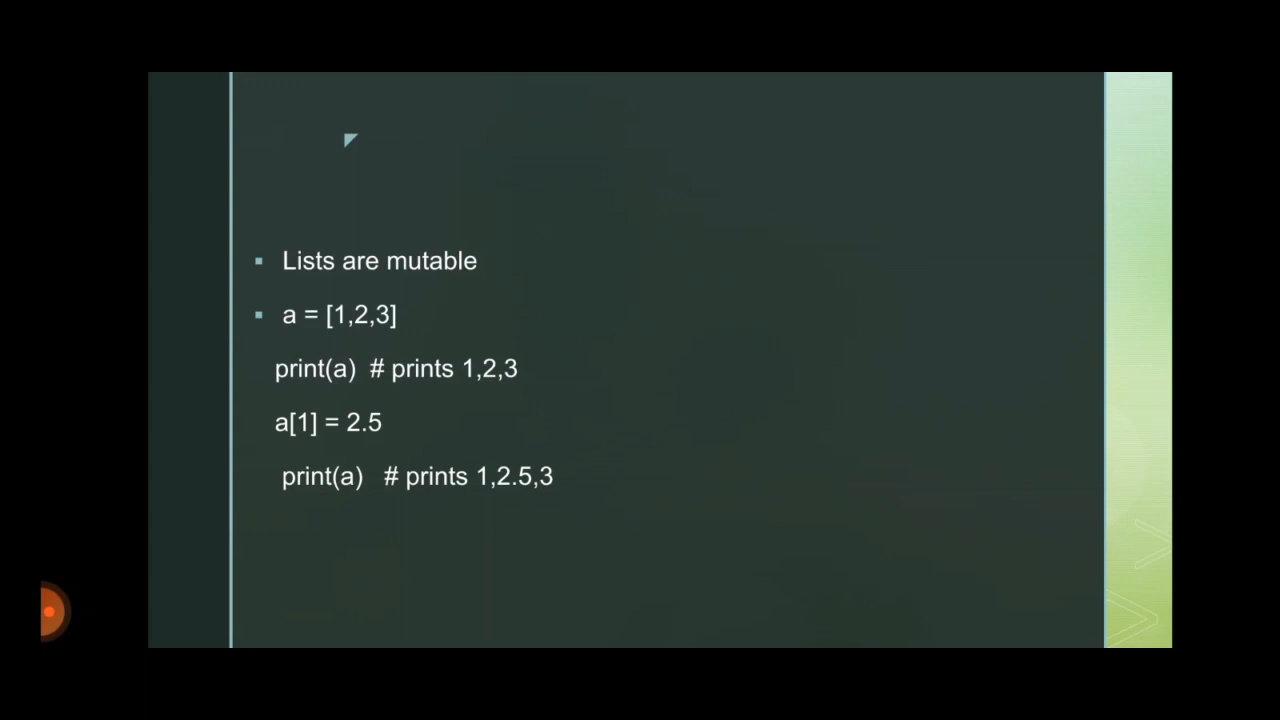 Lists are mutable
a = [1,2,3]
print(a)  # prints 1,2,3
a[1] = 2.5
print(a)   # prints 1,2.5,3